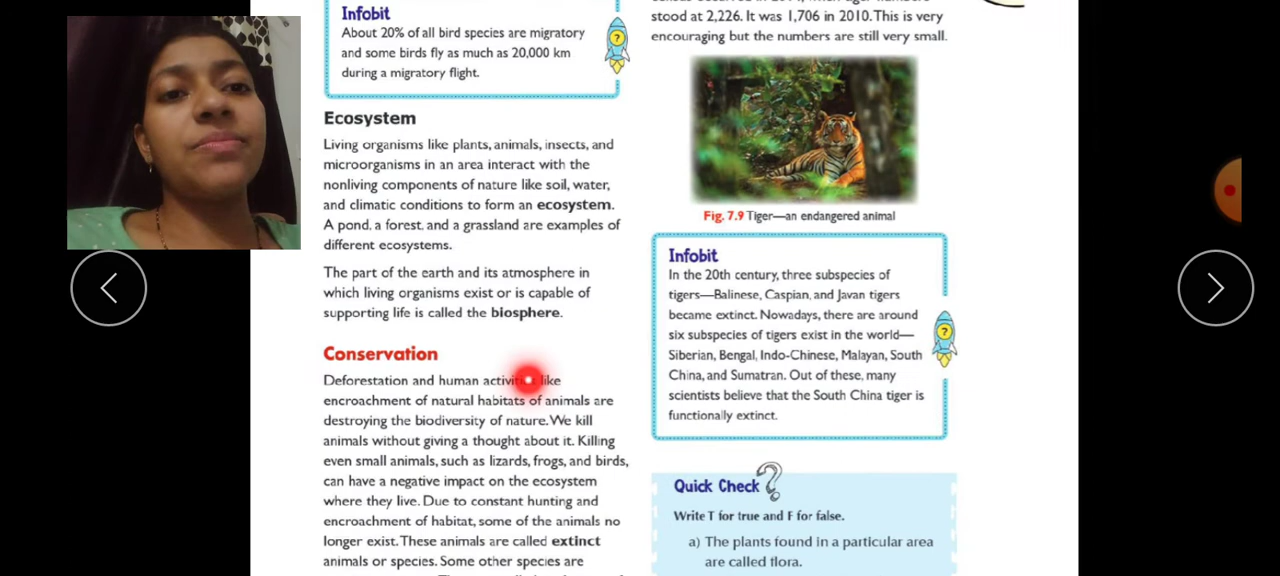 Infobit
About 20% of all bird species are migratory
and some birds fly as much as 20,000 km
during a migratory flight.
Ecosystem
Living organisms like plants, animals, insects, and
microorganisms in an area interact with the
nonliving components of nature like soil, water,
and climatic conditions to form an ecosystem.
A pond, a forest, and a grassland are examples of
different ecosystems.
The part of the earth and its atmosphere in
which living organisms exist or is capable of
supporting life is called the biosphere.
Conservation
Deforestation and human activities like
encroachment of natural habitats of animals are
destroying the biodiversity of nature. We kill
animals without giving a thought about it. Killing
even small animals, such as lizards, frogs, and birds,
can have a negative impact on the ecosystem
where they live. Due to constant hunting and
encroachment of habitat, some of the animals no
longer exist. These animals are called extinct
animals or species. Some other species are
stood at 2,226. It was 1,706 in 2010. This is very
encouraging but the numbers are still very small.
Fig. 7.9 Tiger—an endangered animal
Infobit
In the 20th century, three subspecies of
tigers—Balinese, Caspian, and Javan tigers
became extinct. Nowadays, there are around
six subspecies of tigers exist in the world—
Siberian, Bengal, Indo-Chinese, Malayan, South
China, and Sumatran. Out of these, many
scientists believe that the South China tiger is
functionally extinct.
Quick Check ?
Write T for true and F for false.
a) The plants found in a particular area
are called flora.